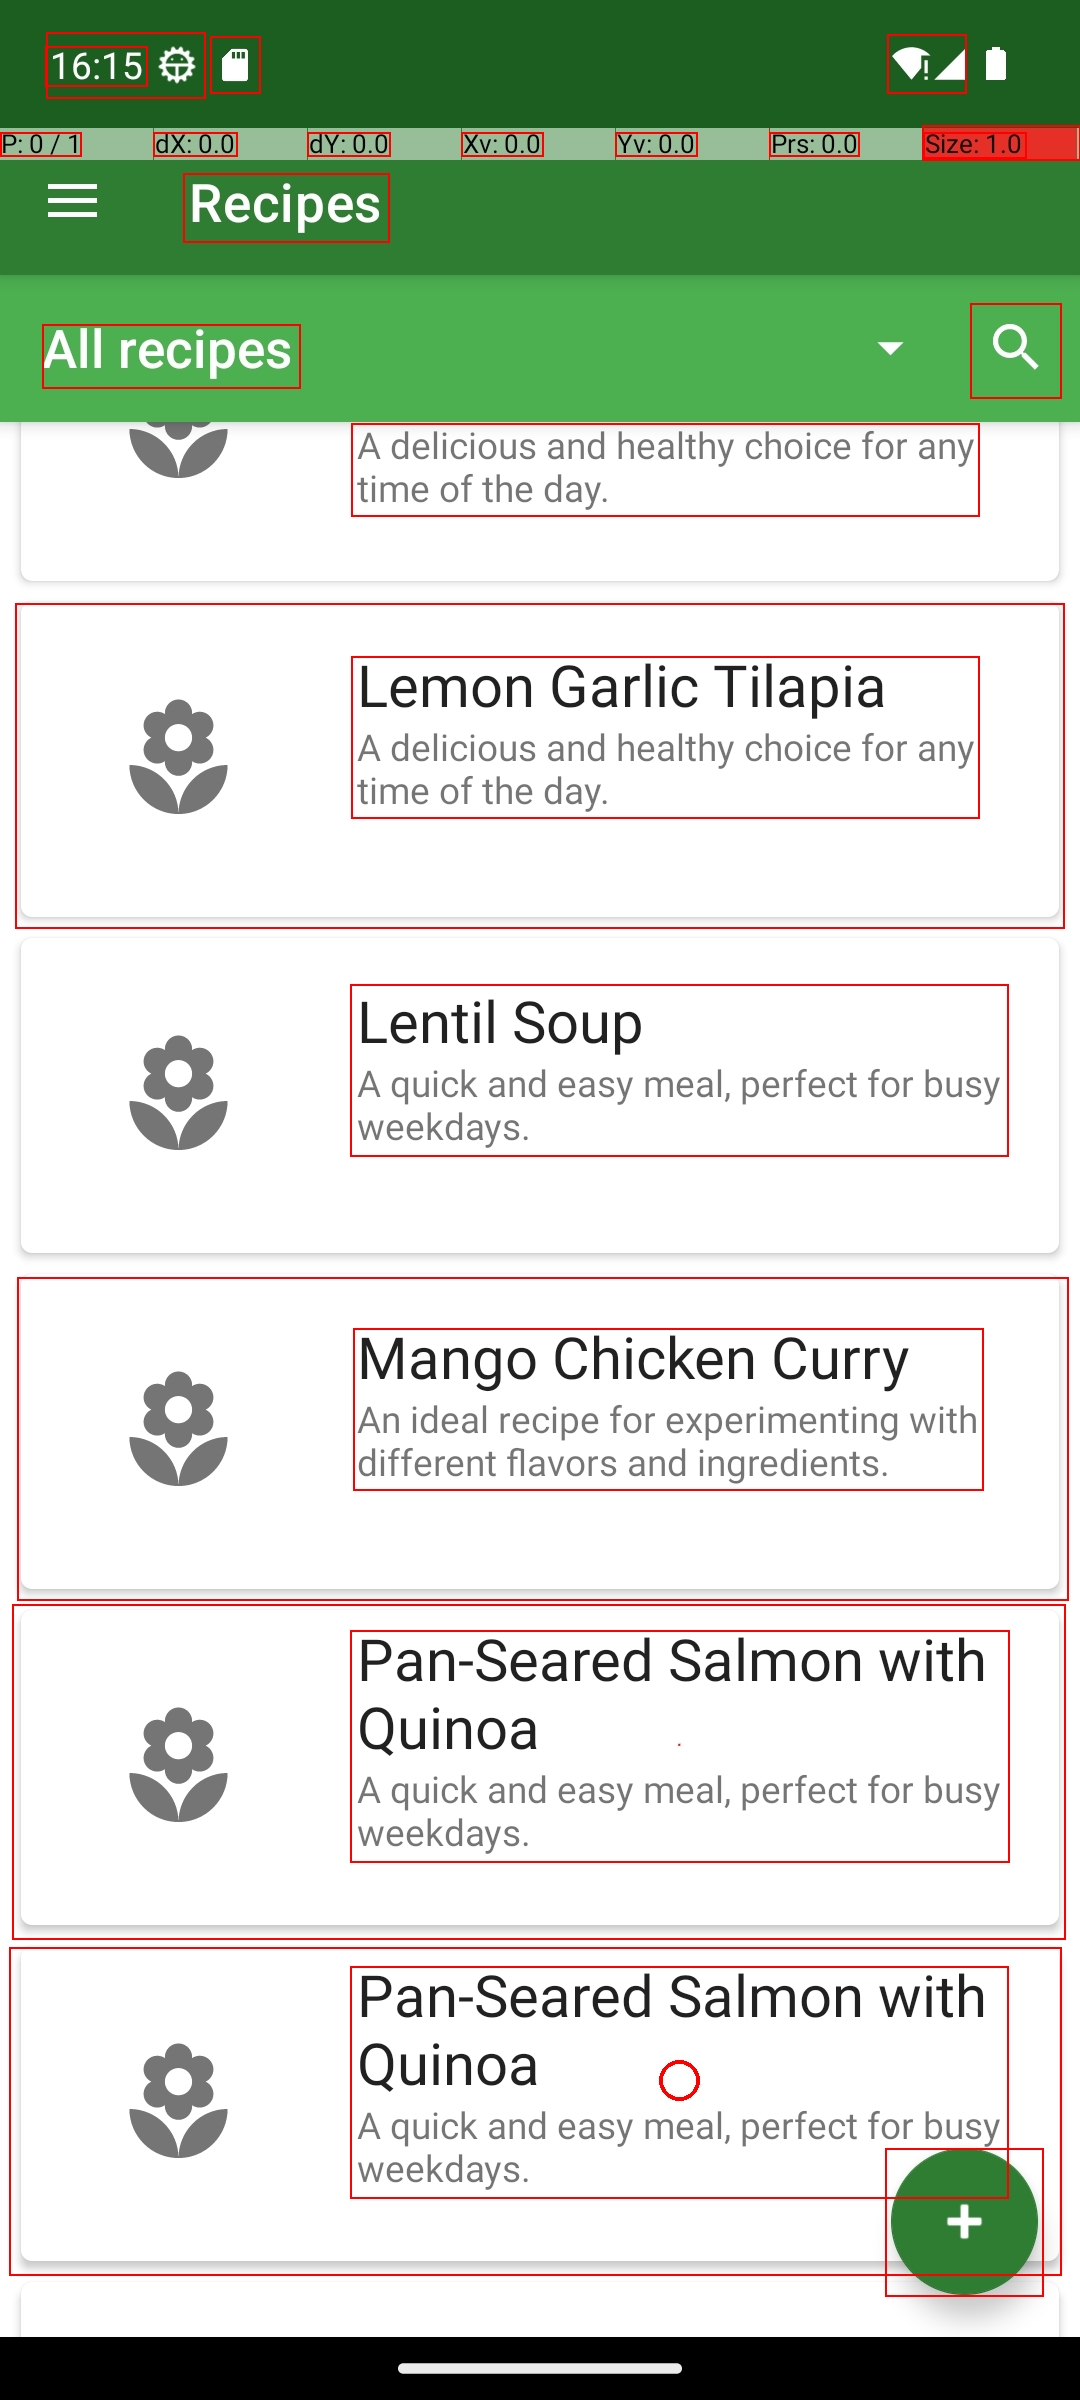 16:15
P: 0 / 1
dX: 0.0
dY: 0.0
Xv: 0.0
Yv: 0.0
Prs: 0.0
Size: 1.0
Recipes
All recipes
A delicious and healthy choice for any
time of the day.
Lemon Garlic Tilapia
A delicious and healthy choice for any
time of the day.
Lentil Soup
A quick and easy meal, perfect for busy
weekdays.
Mango Chicken Curry
An ideal recipe for experimenting with
different flavors and ingredients.
Pan-Seared Salmon with
Quinoa
A quick and easy meal, perfect for busy
weekdays.
Pan-Seared Salmon with
Quinoa
A quick and easy meal, perfect for busy
weekdays.